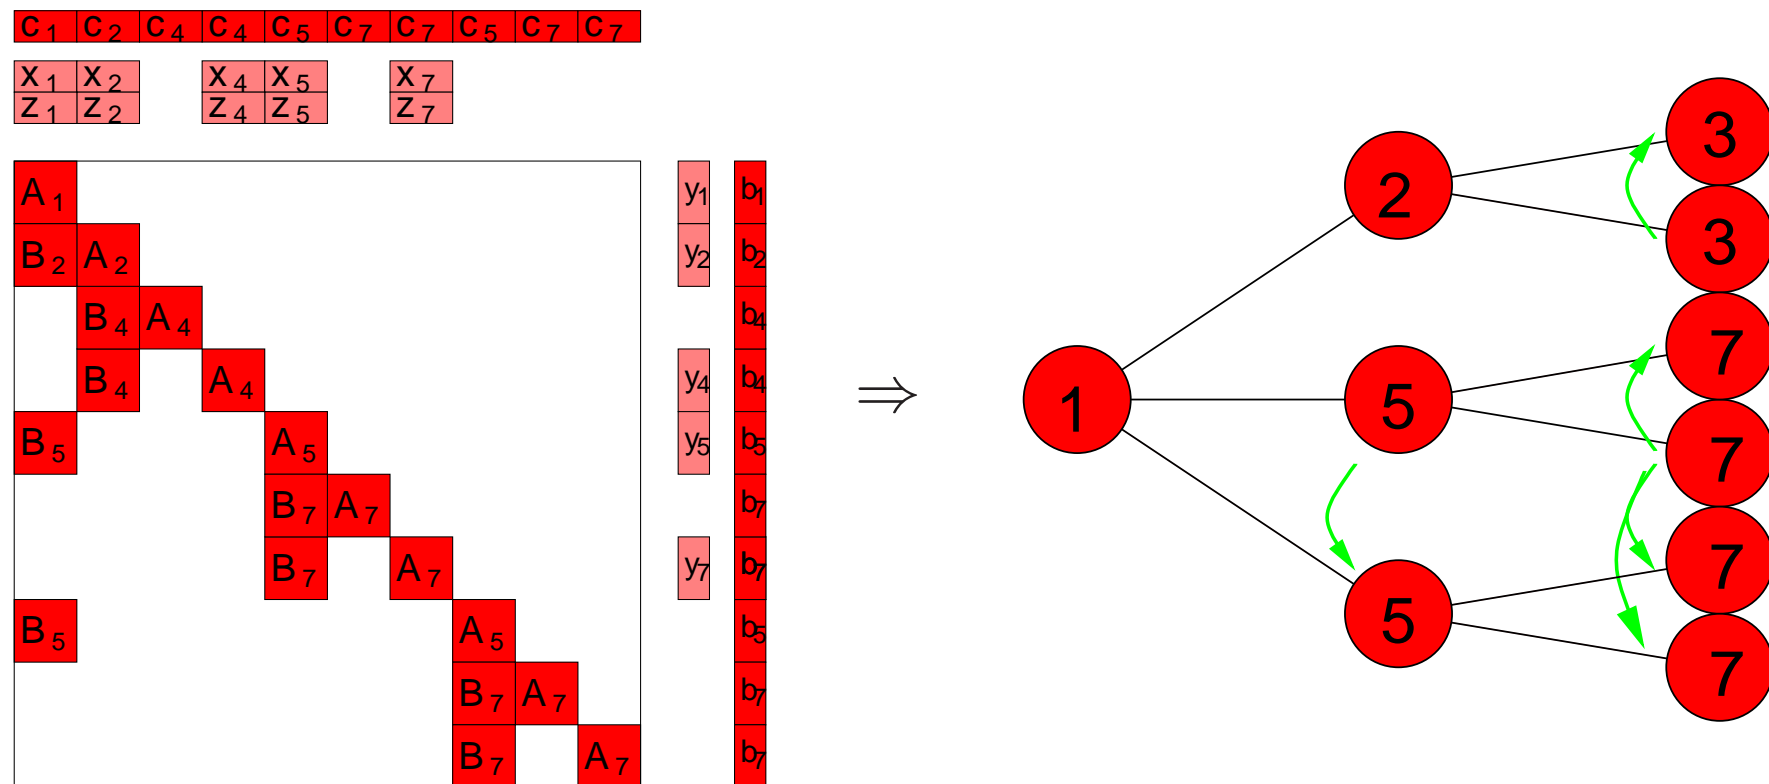 c1 c2 c4 c4 c5 c7 c7 c5 c7 c7
x1 x2 x4 x5 x7
z1 z2 z4 z5 z7
A1 y1 b1
B2 A2 y2 b2
B4 A4 b4
B4 A4 y4 b4
B5 A5 y5 b5
B7 A7 b7
B7 A7 y7 b7
B5 A5 b5
B7 A7 b7
B7 A7 b7
⇒
1
2
5
5
3
3
7
7
7
7